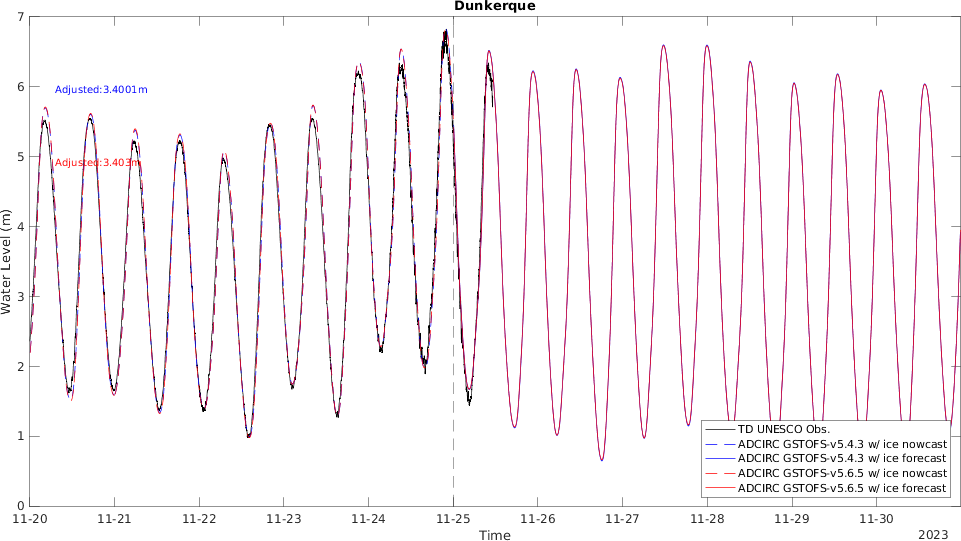 Dunkerque
7
6
5
4
3
2
1
0
Water Level (m)
Adjusted:3.4001m
Adjusted:3.403m
TD UNESCO Obs.
ADCIRC GSTOFS-v5.4.3 w/ ice nowcast
ADCIRC GSTOFS-v5.4.3 w/ ice forecast
ADCIRC GSTOFS-v5.6.5 w/ ice nowcast
ADCIRC GSTOFS-v5.6.5 w/ ice forecast
11-20 11-21 11-22 11-23 11-24 11-25 11-26 11-27 11-28 11-29 11-30
Time
2023